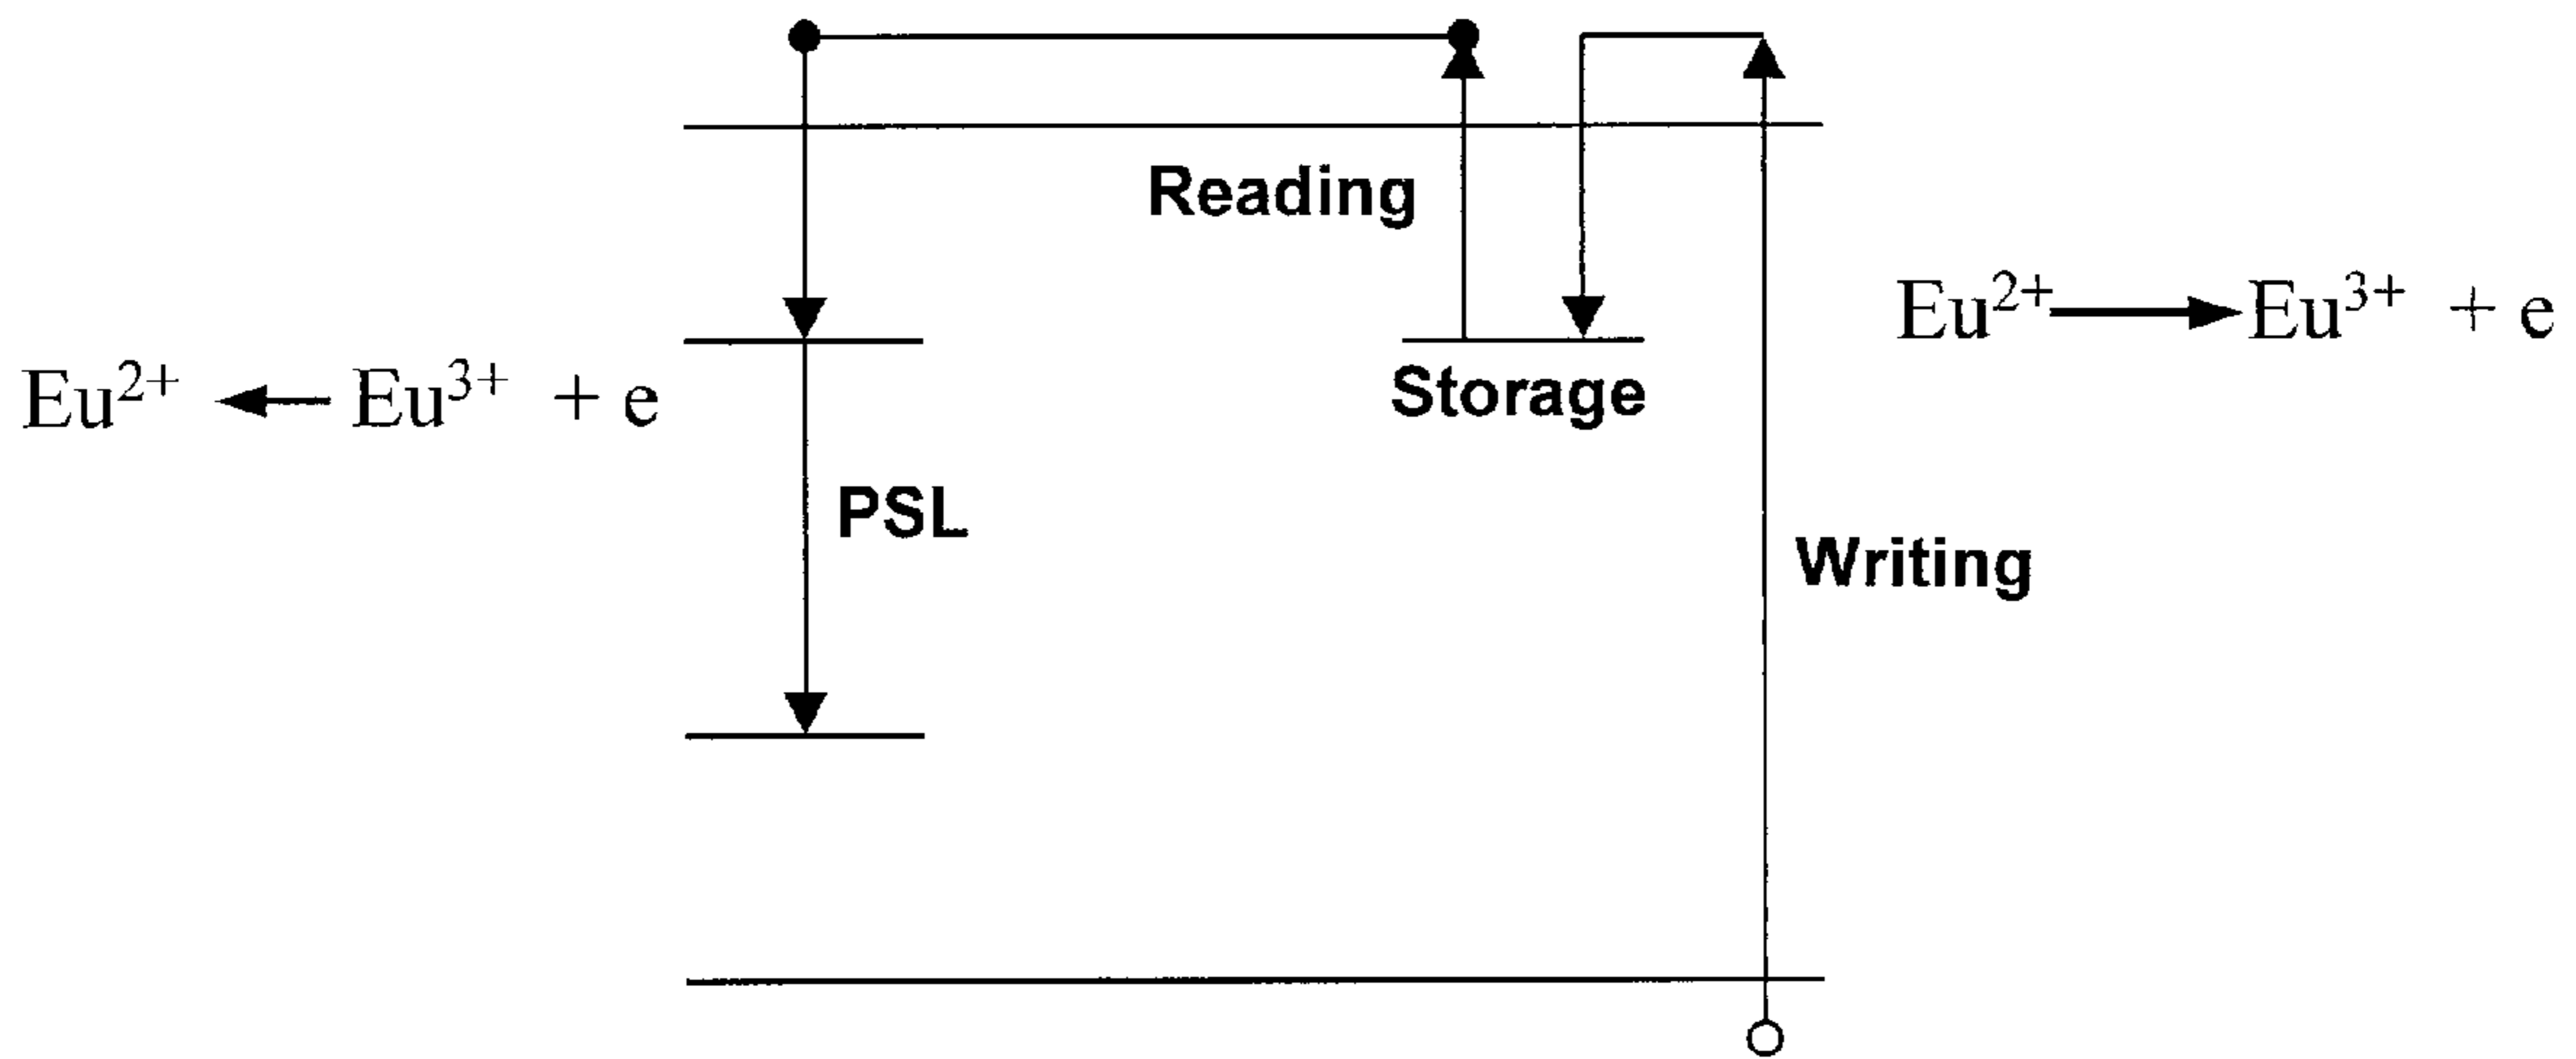 Reading
Eu²⁺ → Eu³⁺ + e
Eu²⁺ ← Eu³⁺ + e
Storage
PSL
Writing